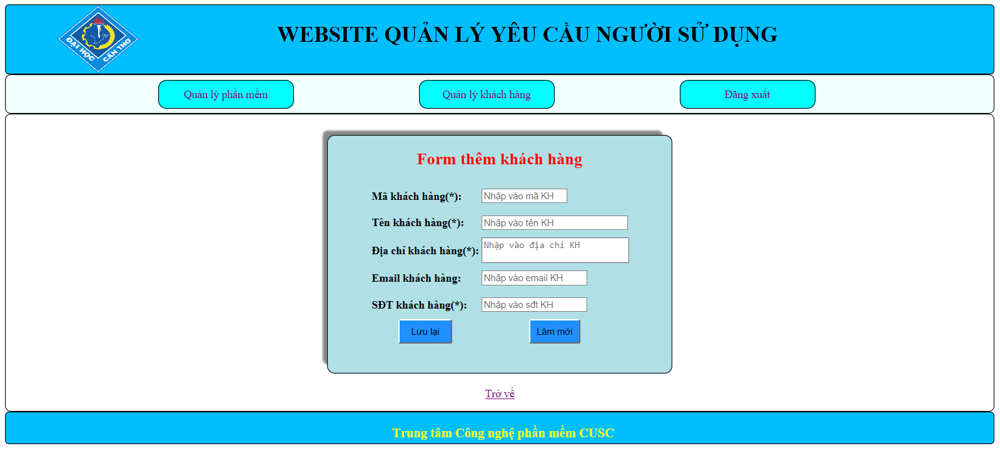 ĐẠI HỌC CẦN THƠ
WEBSITE QUẢN LÝ YÊU CẦU NGƯỜI SỬ DỤNG
Quản lý phần mềm
Quản lý khách hàng
Đăng xuất
Form thêm khách hàng
Mã khách hàng(*): Nhập vào mã KH
Tên khách hàng(*): Nhập vào tên KH
Địa chỉ khách hàng(*): Nhập vào địa chỉ KH
Email khách hàng: Nhập vào email KH
SĐT khách hàng(*): Nhập vào sđt KH
Lưu lại
Làm mới
Trở về
Trung tâm Công nghệ phần mềm CUSC